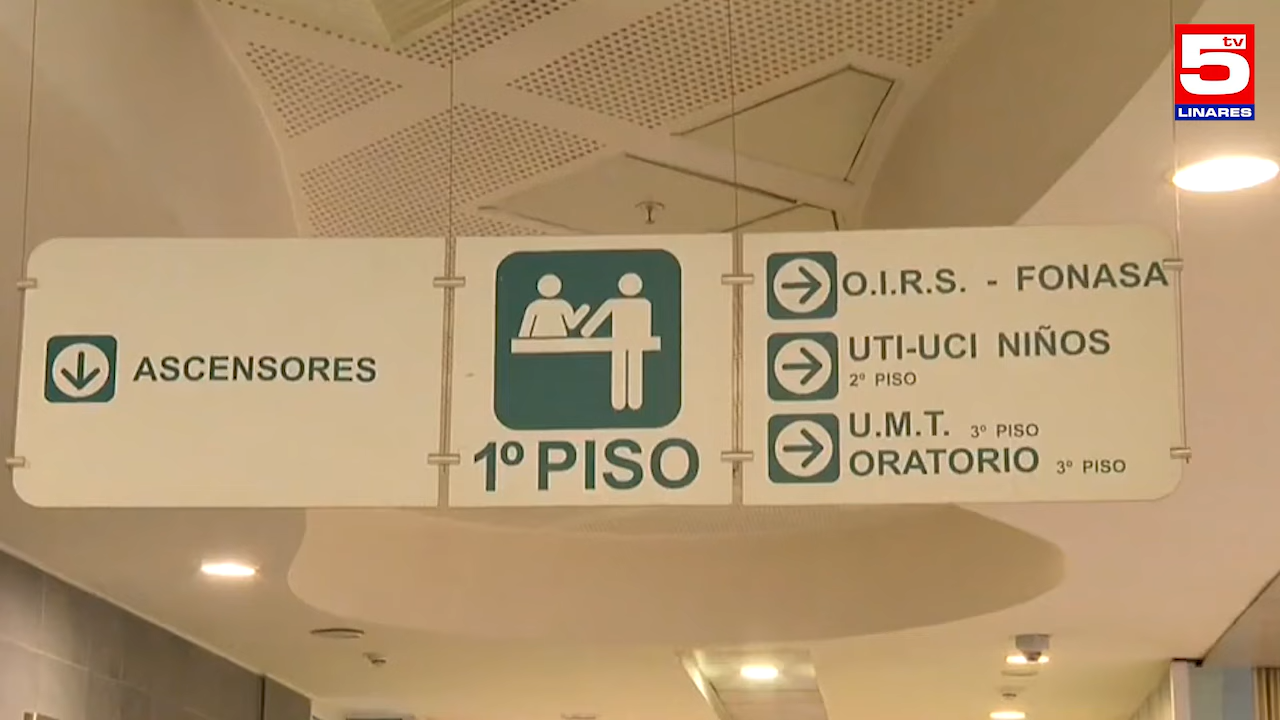 5 tv
LINARES
ASCENSORES
1º PISO
O.I.R.S. - FONASA
UTI-UCI NIÑOS
2º PISO
U.M.T. 3º PISO
ORATORIO 3º PISO